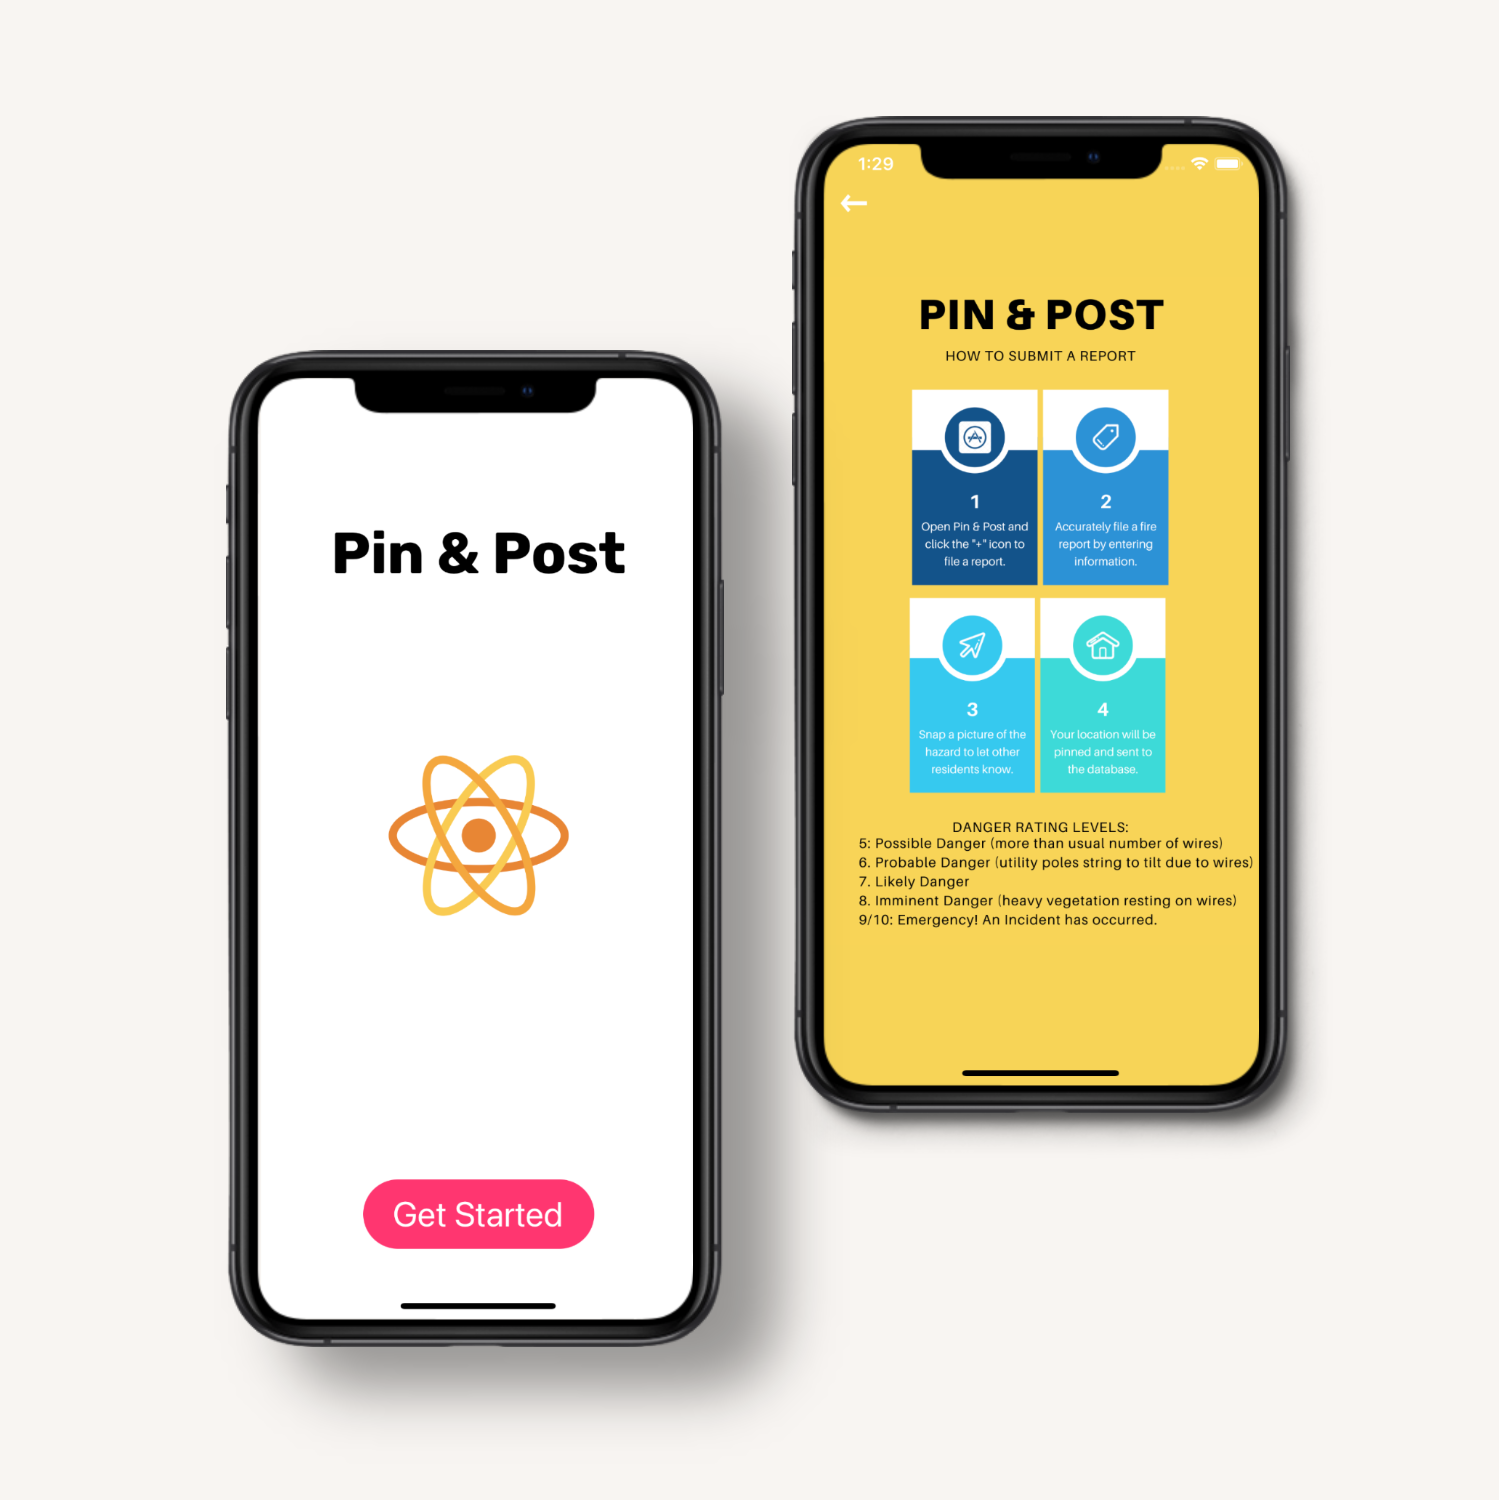 Pin & Post
Get Started
1:29
PIN & POST
HOW TO SUBMIT A REPORT
1
Open Pin & Post and
click the "+" icon to
file a report.
2
Accurately file a fire
report by entering
information.
3
Snap a picture of the
hazard to let other
residents know.
4
Your location will be
pinned and sent to
the database.
DANGER RATING LEVELS:
5: Possible Danger (more than usual number of wires)
6. Probable Danger (utility poles string to tilt due to wires)
7. Likely Danger
8. Imminent Danger (heavy vegetation resting on wires)
9/10: Emergency! An Incident has occurred.